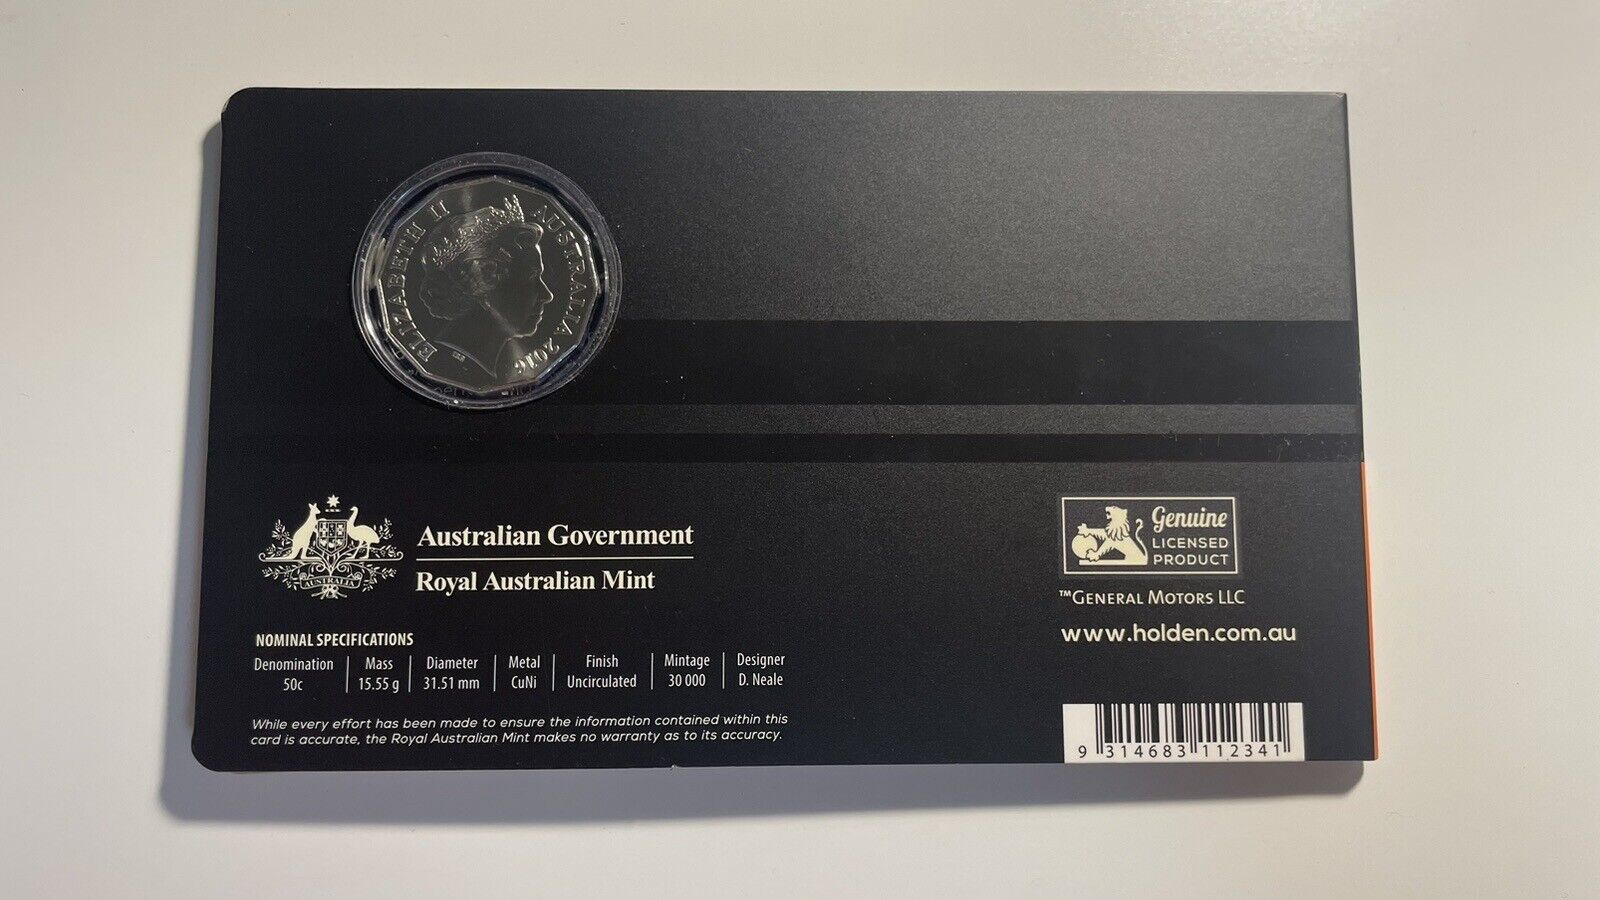 ELIZABETH II AUSTRALIA 2016
Australian Government
AUSTRALIA
Royal Australian Mint
Genuine
LICENSED
PRODUCT
™GENERAL MOTORS LLC
www.holden.com.au
NOMINAL SPECIFICATIONS
Denomination Mass Diameter Metal Finish Mintage Designer
50c 15.55 g 31.51 mm CuNi Uncirculated 30 000 D. Neale
While every effort has been made to ensure the information contained within this
card is accurate, the Royal Australian Mint makes no warranty as to its accuracy.
9 314683 112341